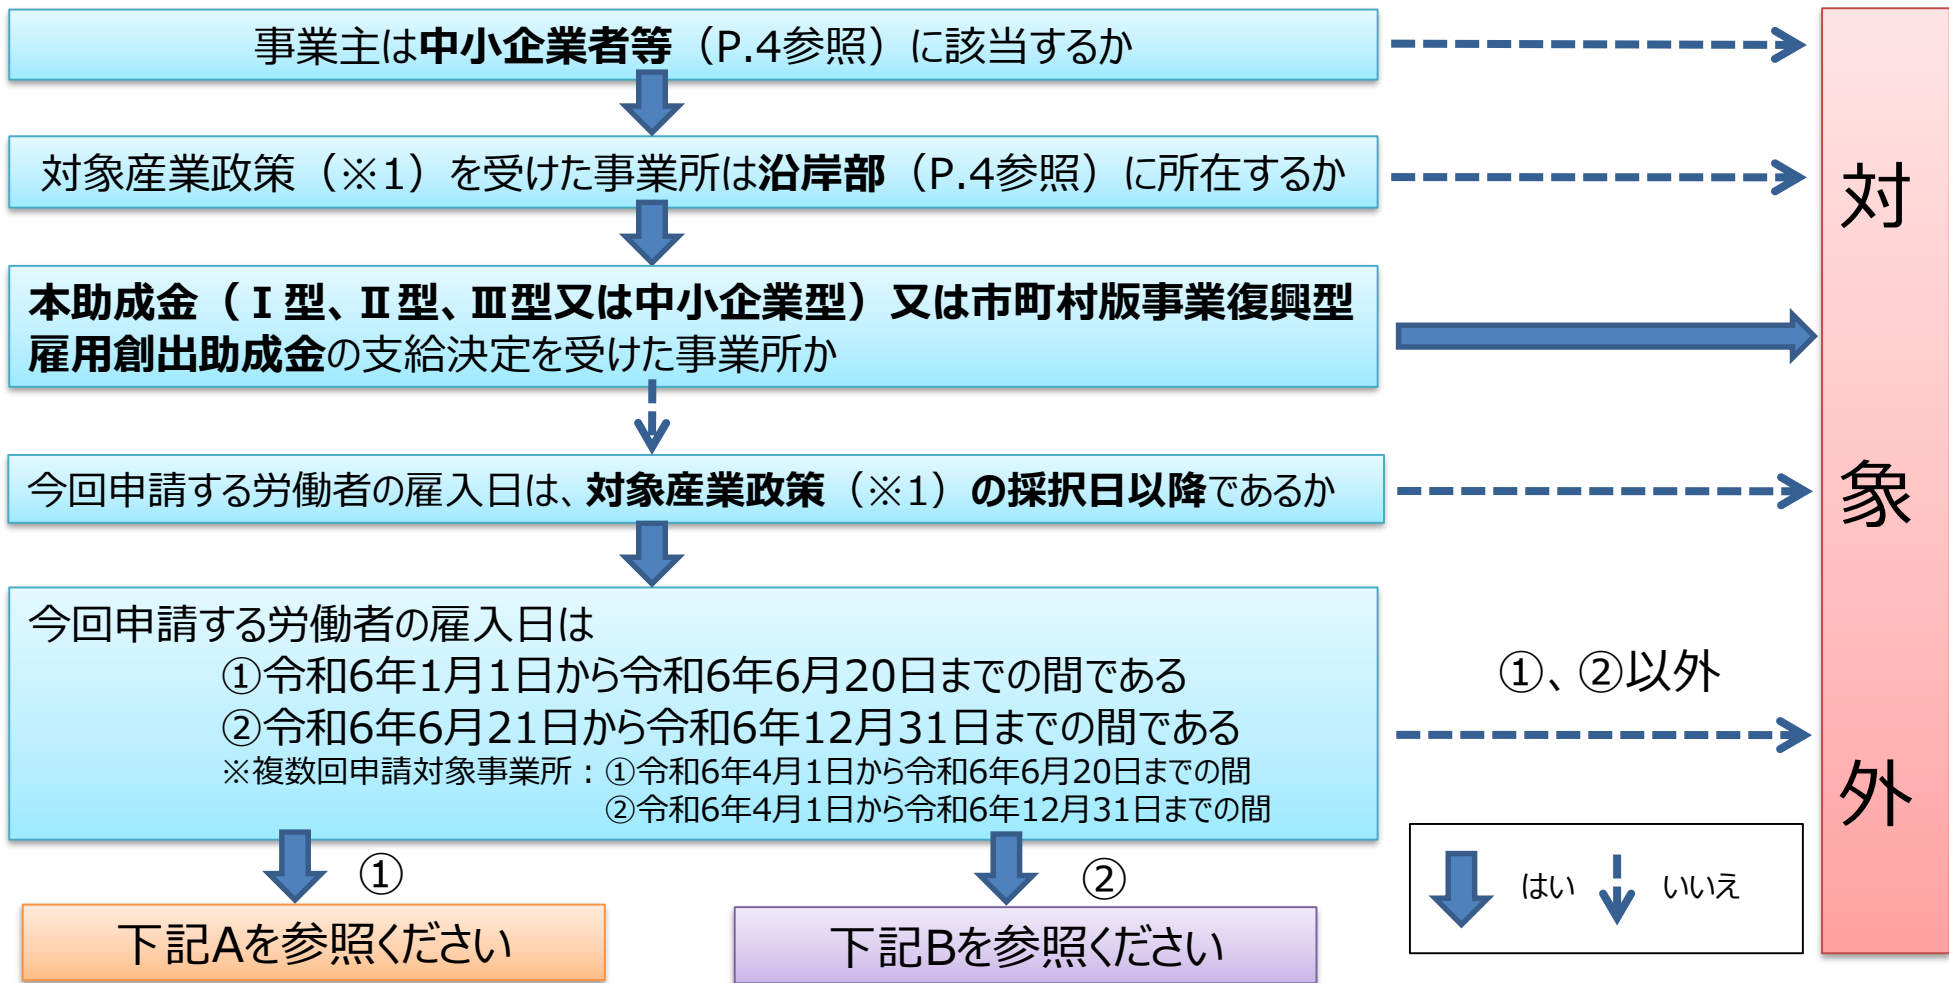 事業主は中小企業者等（P.4参照）に該当するか
対象産業政策（※1）を受けた事業所は沿岸部（P.4参照）に所在するか
本助成金（Ⅰ型、Ⅱ型、Ⅲ型又は中小企業型）又は市町村版事業復興型
雇用創出助成金の支給決定を受けた事業所か
今回申請する労働者の雇入日は、対象産業政策（※1）の採択日以降であるか
今回申請する労働者の雇入日は
①令和6年1月1日から令和6年6月20日までの間である
②令和6年6月21日から令和6年12月31日までの間である
※複数回申請対象事業所：①令和6年4月1日から令和6年6月20日までの間
②令和6年4月1日から令和6年12月31日までの間
①、②以外
対象外
①
②
下記Aを参照ください
下記Bを参照ください
はい いいえ